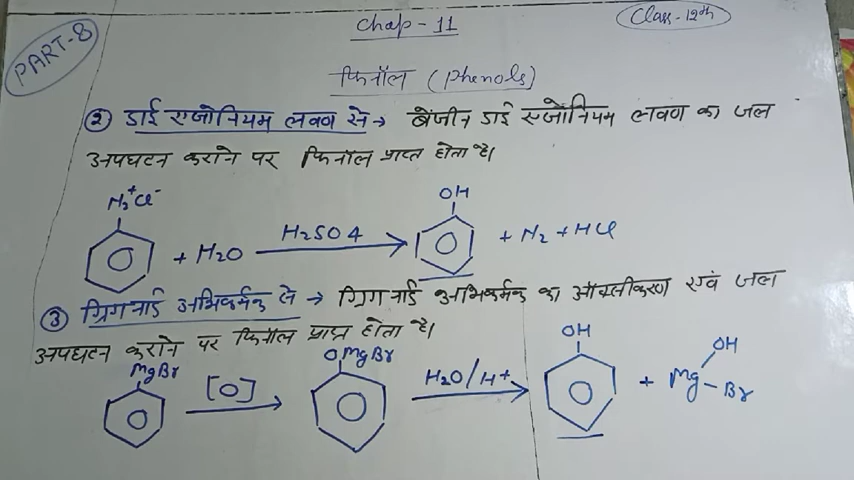 PART-8
Chap - 11
Class-12th
फिनॉल (Phenols)
② डाई एजोनियम लवण से → बेंजीन डाई एजोनियम लवण का जल
अपघटन कराने पर फिनॉल प्राप्त होता है।
N₂⁺Cl⁻
OH
+ H₂O
H₂SO4
+ N₂ + HCl
③ ग्रिगनार्ड अभिकर्मक से → ग्रिगनार्ड अभिकर्मक का ऑक्सीकरण एवं जल
अपघटन कराने पर फिनॉल प्राप्त होता है।
MgBr
[O]
OMgBr
H₂O/H+
OH
+ Mg
OH
Br